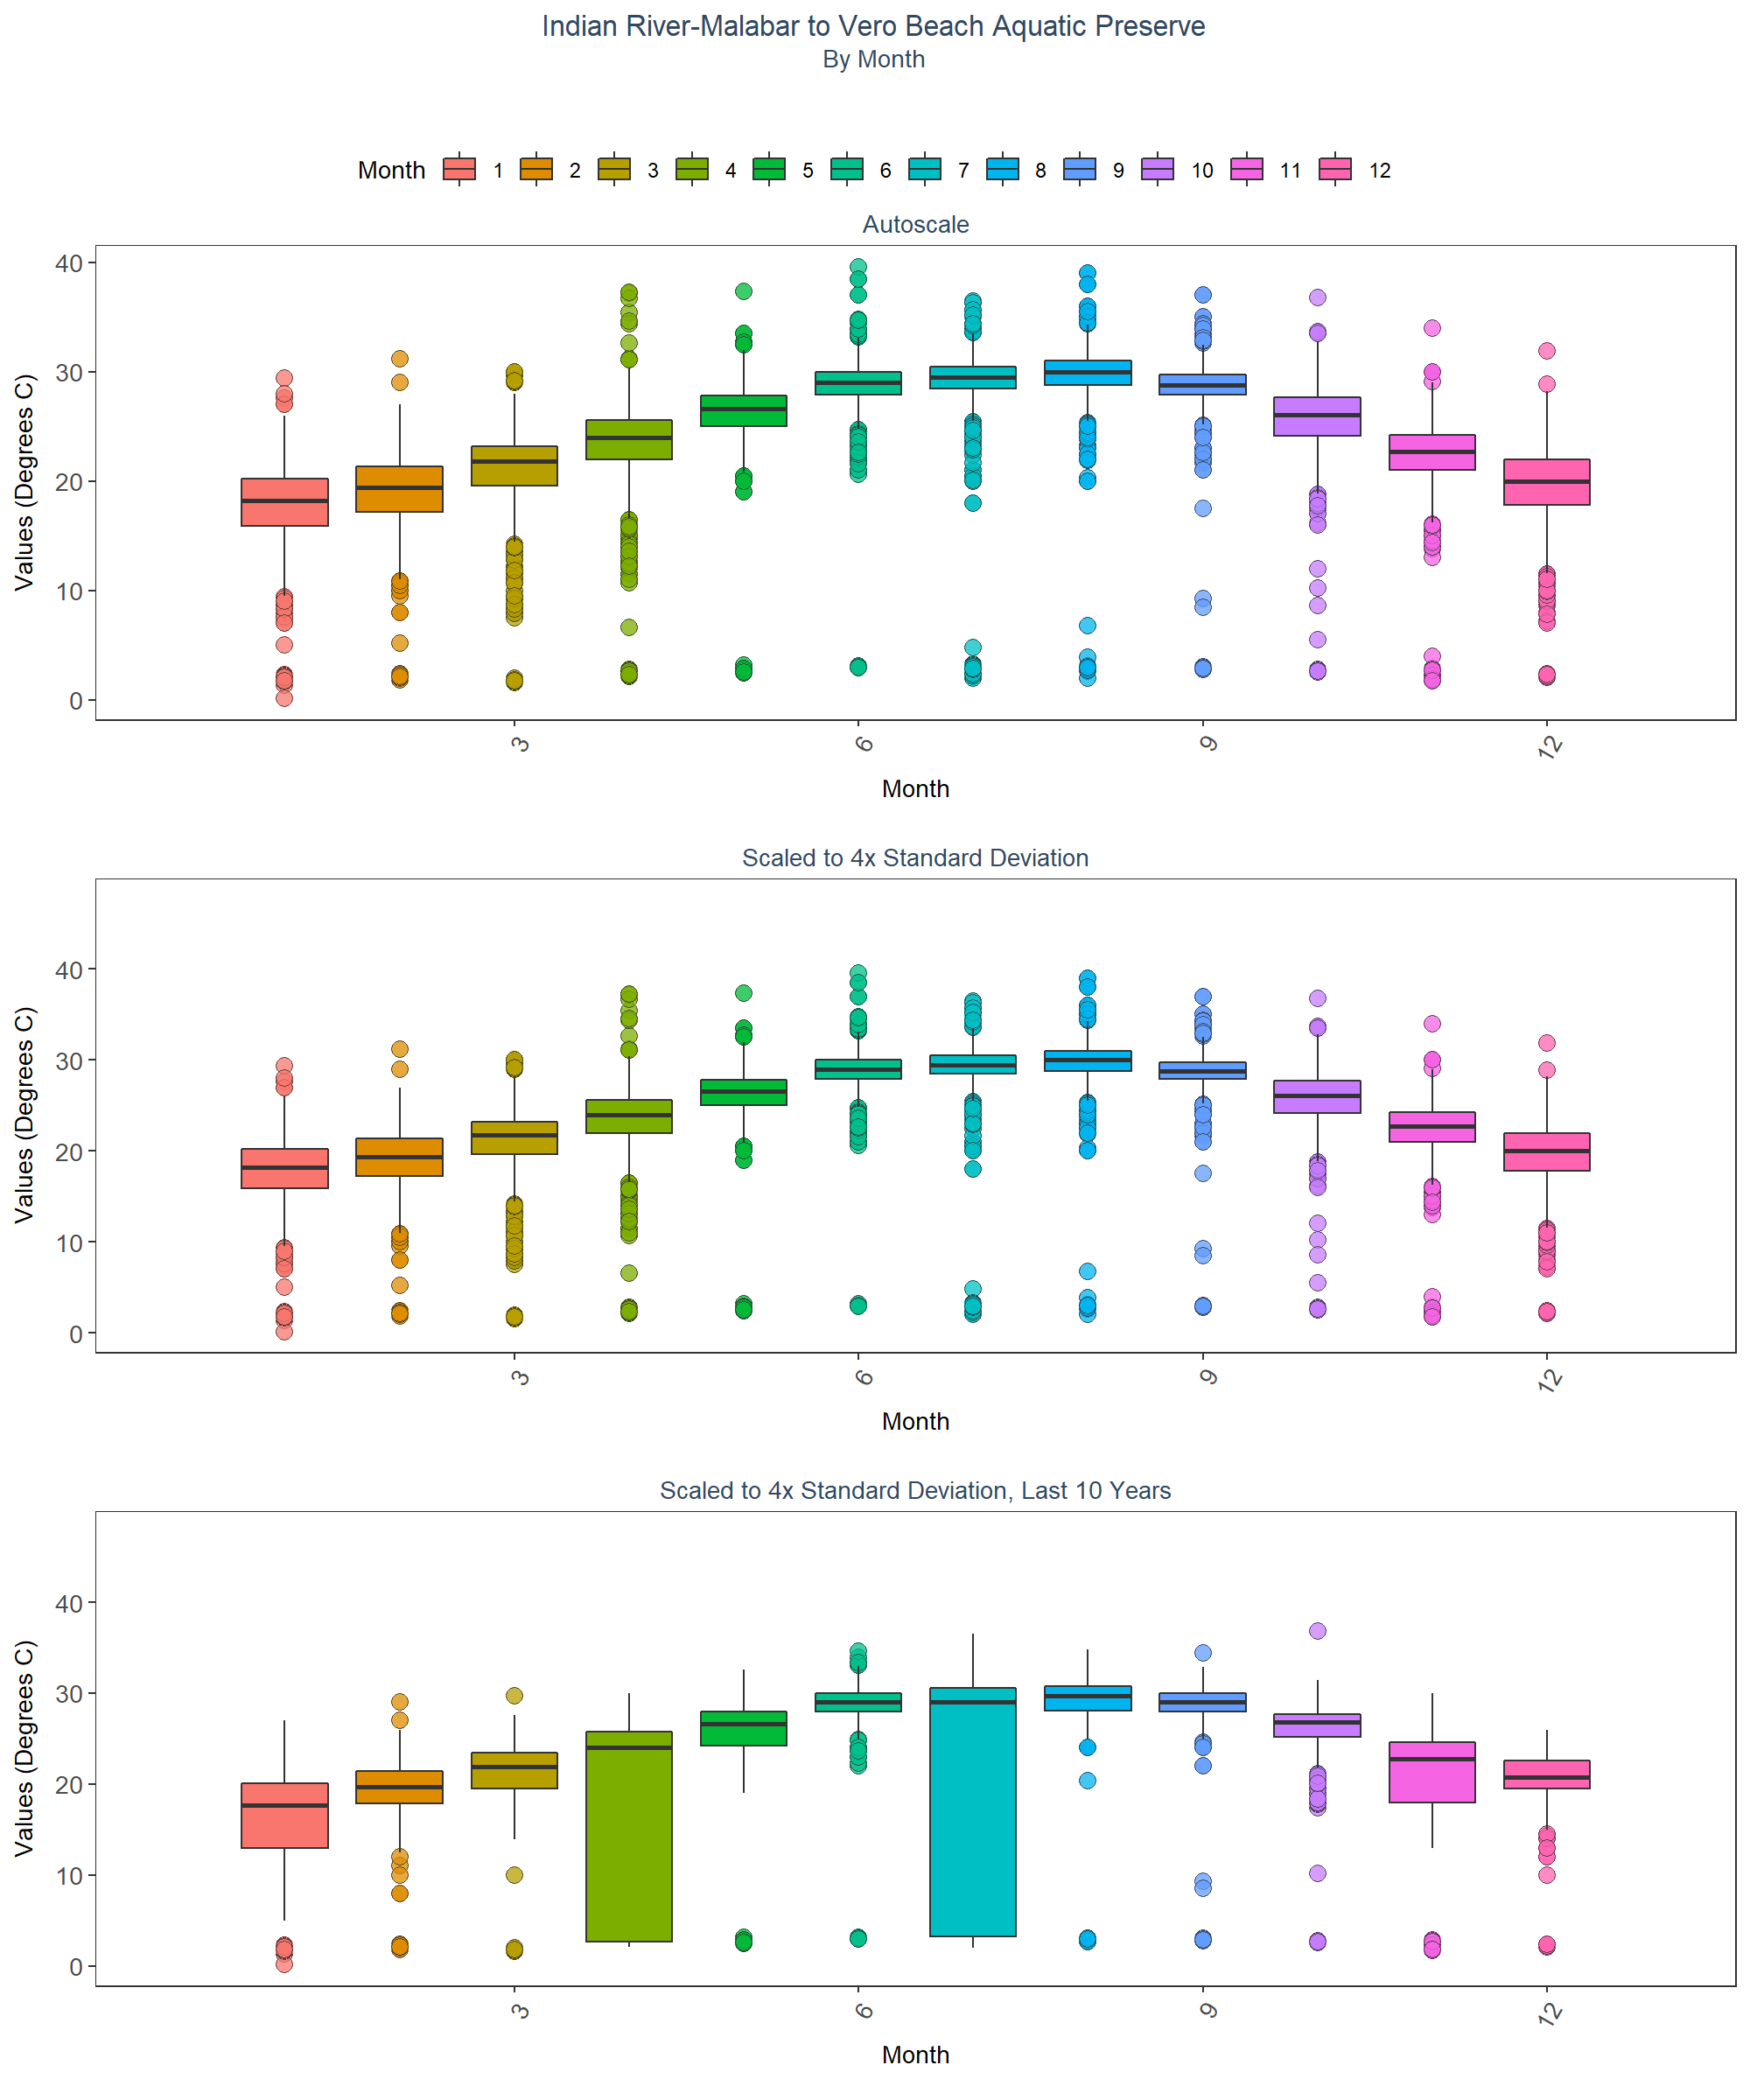 Indian River-Malabar to Vero Beach Aquatic Preserve
By Month
Month 1 2 3 4 5 6 7 8 9 10 11 12
Autoscale
Values (Degrees C)
40
30
20
10
0
3 6 9 12
Month
Scaled to 4x Standard Deviation
Values (Degrees C)
40
30
20
10
0
3 6 9 12
Month
Scaled to 4x Standard Deviation, Last 10 Years
Values (Degrees C)
40
30
20
10
0
3 6 9 12
Month